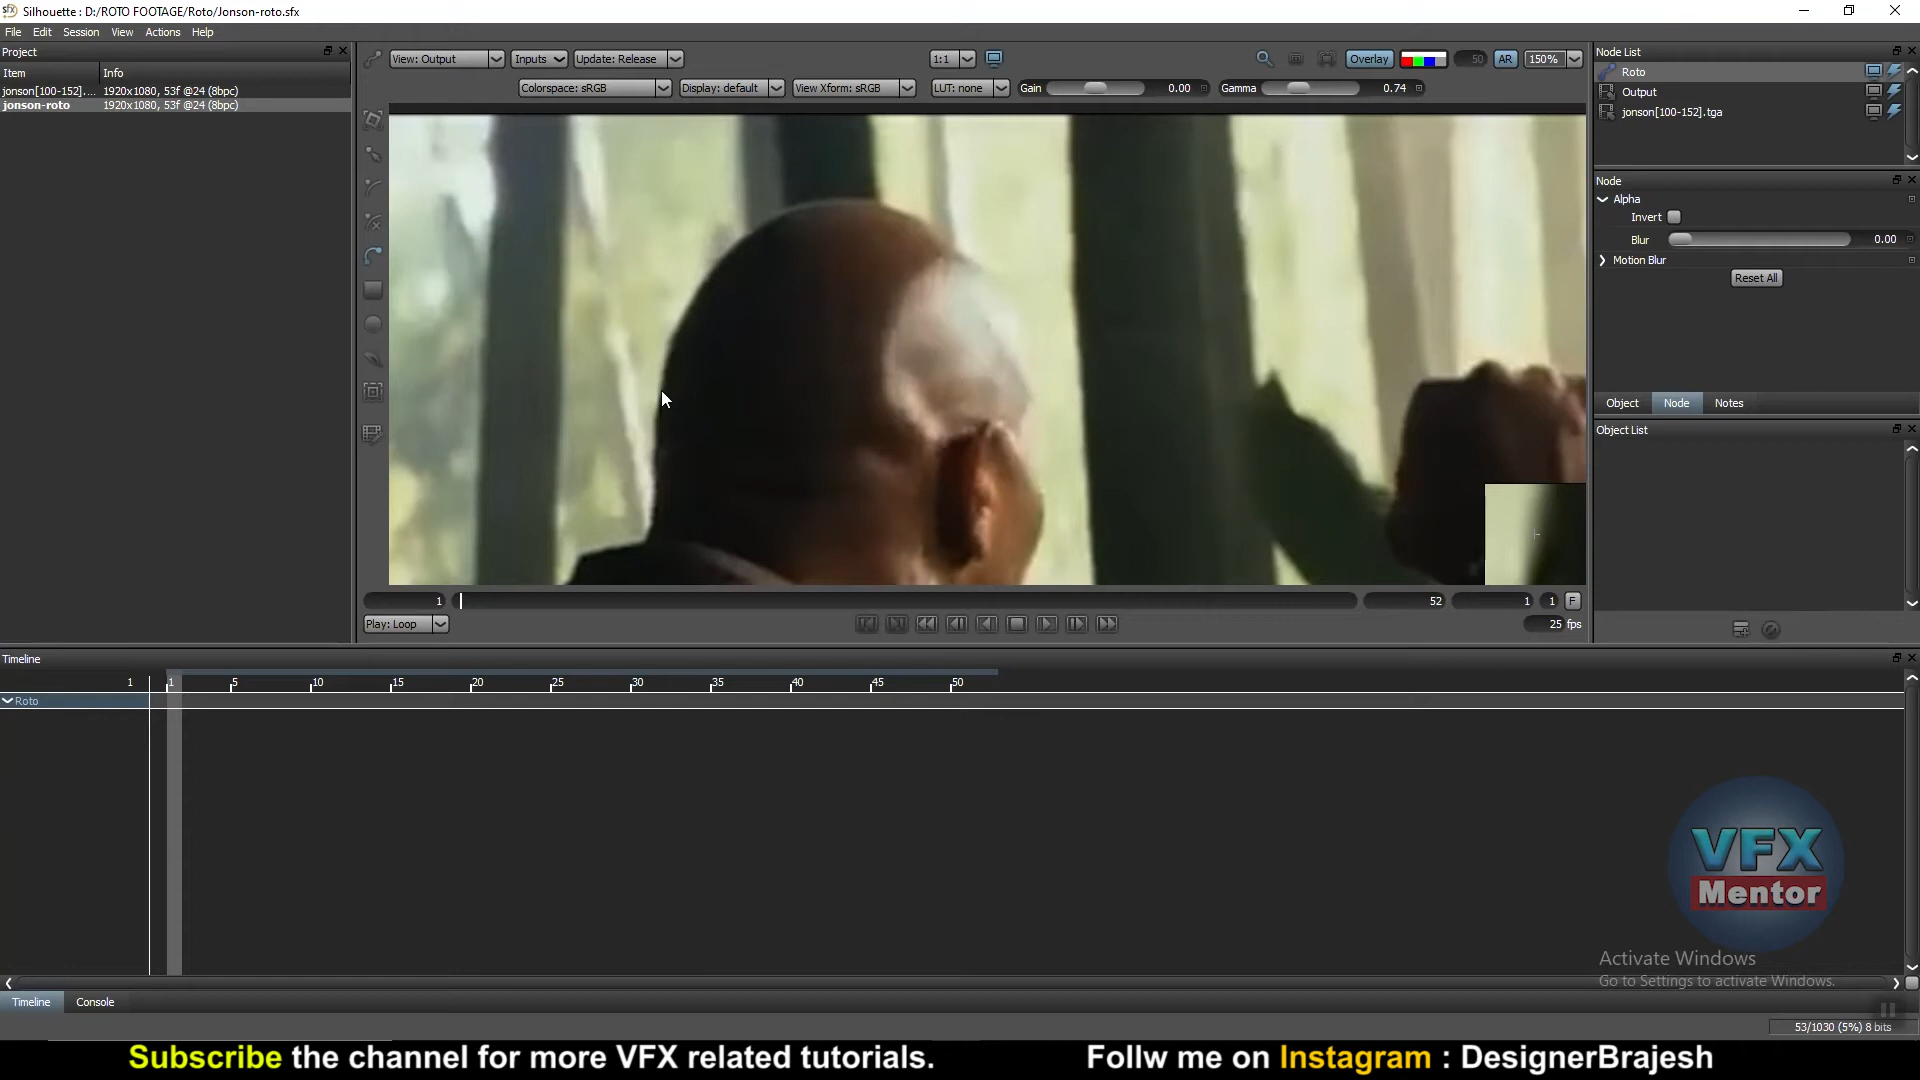 Silhouette : D:/ROTO FOOTAGE/Roto/Jonson-roto.sfx
File Edit Session View Actions Help
Project
Item Info
jonson[100-152].... 1920x1080, 53f @24 (8bpc)
jonson-roto 1920x1080, 53f @24 (8bpc)
View: Output Inputs Update: Release 1:1 Overlay 50 AR 150%
Colorspace: sRGB Display: default View Xform: sRGB LUT: none Gain 0.00 Gamma 0.74
Node List
Roto
Output
jonson[100-152].tga
Node
Alpha
Invert
Blur 0.00
Motion Blur
Reset All
Object Node Notes
Object List
1 52 1 1 F
Play: Loop 25 fps
Timeline
1 1 5 10 15 20 25 30 35 40 45 50
Roto
VFX
Mentor
Activate Windows
Go to Settings to activate Windows.
Timeline Console
53/1030 (5%) 8 bits
Subscribe the channel for more VFX related tutorials. Follw me on Instagram : DesignerBrajesh